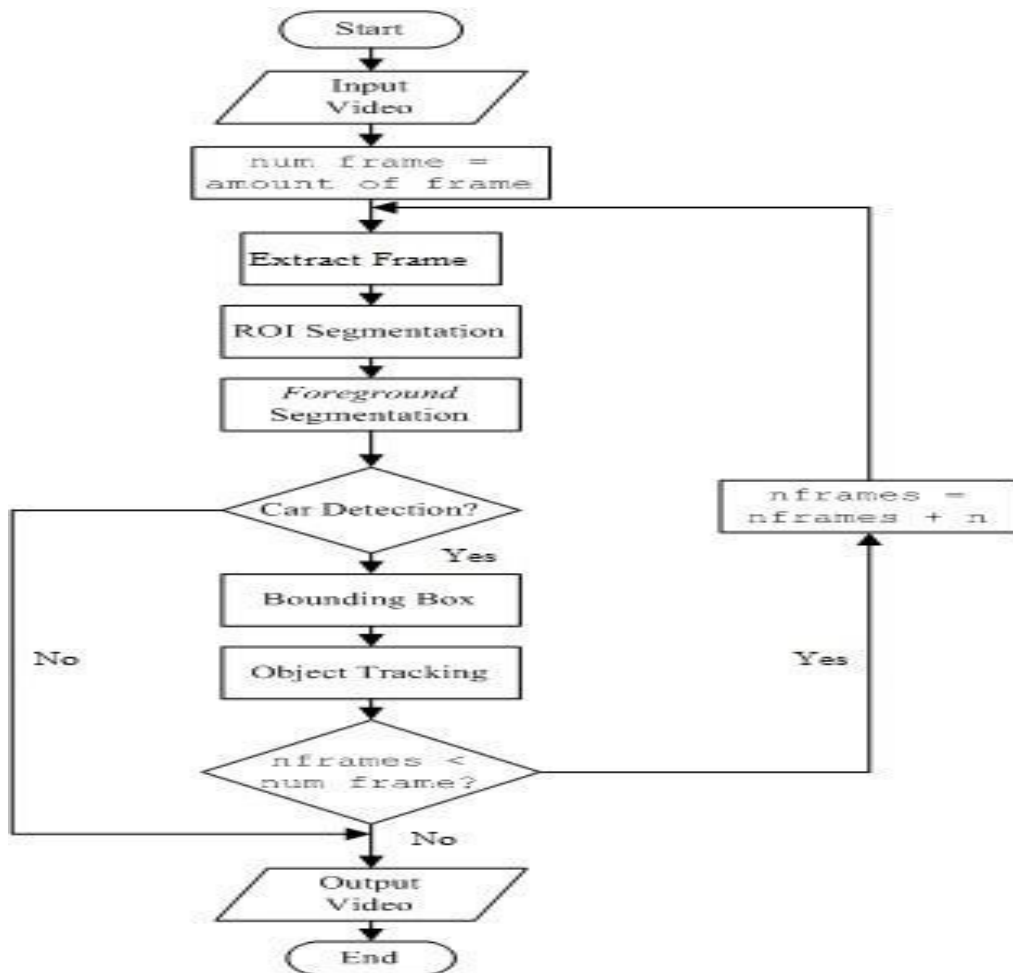 Start
Input
Video
num frame =
amount of frame
Extract Frame
ROI Segmentation
Foreground
Segmentation
Car Detection?
Yes
nframes =
nframes + n
Bounding Box
No
Object Tracking
Yes
nframes <
num frame?
No
Output
Video
End